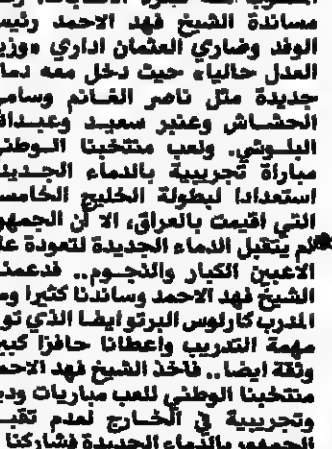 مساندة الشيخ فهد الاحمد رئيس
الوفد وضاري العثمان اداري «وزير
العدل حاليا» حيث دخل معه دماء
جديدة مثل ناصر الغانم وسامي
الحشاش وعنبر سعيد وعبدالله
البلوشي. ولعب منتخبنا الوطني
مباراة تجريبية بالدماء الجديدة
استعدادا لبطولة الخليج الخامسة
التي اقيمت بالعراق، الا ان الجمهور
لم يتقبل الدماء الجديدة لتعودة على
الاعبين الكبار والنجوم.. فدعمنا
الشيخ فهد الاحمد وساندنا كثيرا
المدرب كارلوس البرتو ايضا الذي
مهمة التدريب واعطانا حافزا كبيرا
وثقة ايضا.. فاخذ الشيخ فهد الاحمد
منتخبنا الوطني للعب مباريات ودية
وتجريبية في الخارج لعدم تقبل
الجمهور بالدماء الجديدة فشاركنا